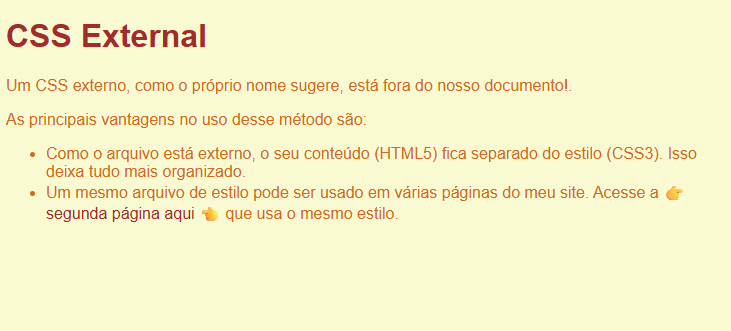 CSS External
Um CSS externo, como o próprio nome sugere, está fora do nosso documento!.
As principais vantagens no uso desse método são:
• Como o arquivo está externo, o seu conteúdo (HTML5) fica separado do estilo (CSS3). Isso
deixa tudo mais organizado.
• Um mesmo arquivo de estilo pode ser usado em várias páginas do meu site. Acesse a 👉
segunda página aqui 👈 que usa o mesmo estilo.